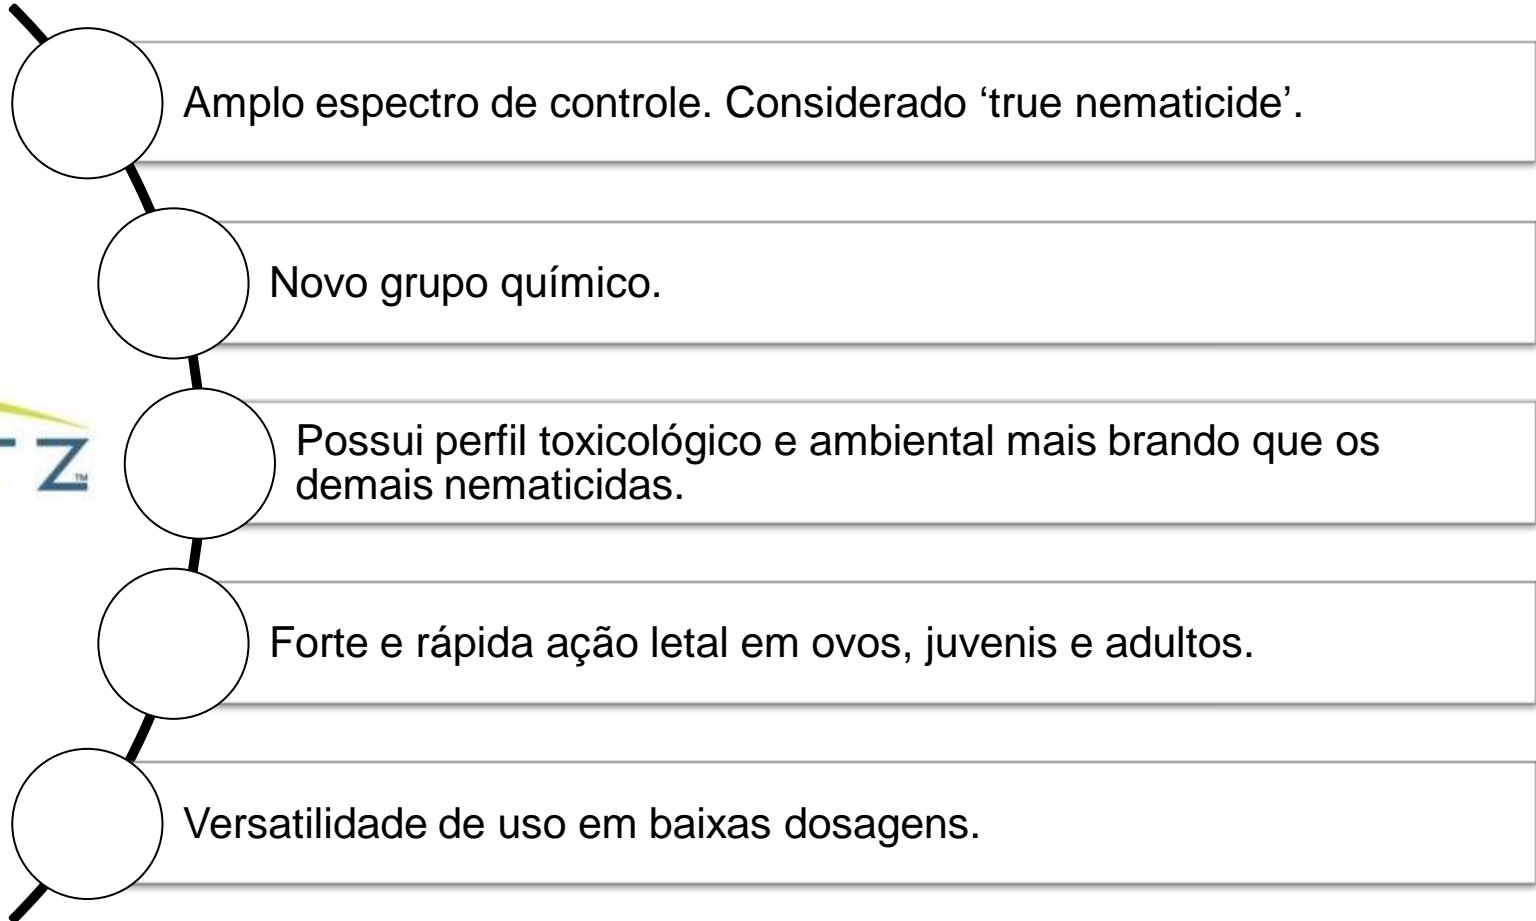 Amplo espectro de controle. Considerado ‘true nematicide’.
Novo grupo químico.
TZ™
Possui perfil toxicológico e ambiental mais brando que os
demais nematicidas.
Forte e rápida ação letal em ovos, juvenis e adultos.
Versatilidade de uso em baixas dosagens.